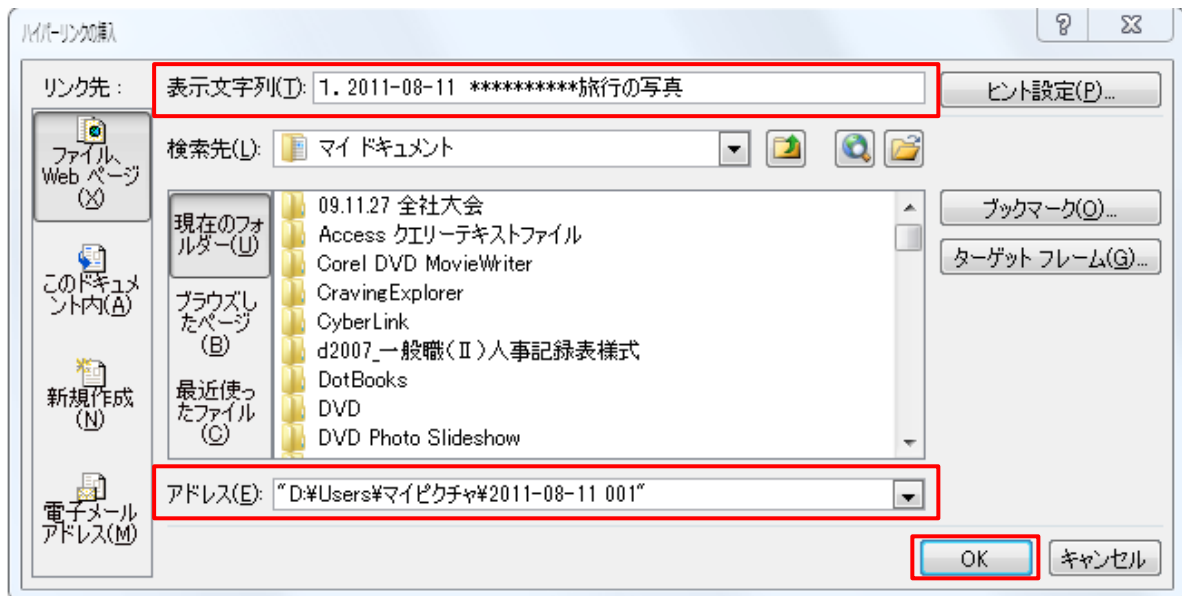 ハイパーリンクの挿入
リンク先：
表示文字列(T): 1. 2011-08-11 **********旅行の写真
ヒント設定(P)...
ファイル、
Web ページ
(X)
検索先(L): マイ ドキュメント
現在のフォ
ルダー(U)
09.11.27 全社大会
Access クエリーテキストファイル
Corel DVD MovieWriter
CravingExplorer
CyberLink
d2007_一般職(Ⅱ)人事記録表様式
DotBooks
DVD
DVD Photo Slideshow
ブックマーク(O)...
ターゲット フレーム(G)...
このドキュメ
ント内(A)
ブラウズし
たページ
(B)
新規作成
(N)
最近使っ
たファイル
(C)
電子メール
アドレス(M)
アドレス(E): "D:¥Users¥マイピクチャ¥2011-08-11 001"
OK
キャンセル